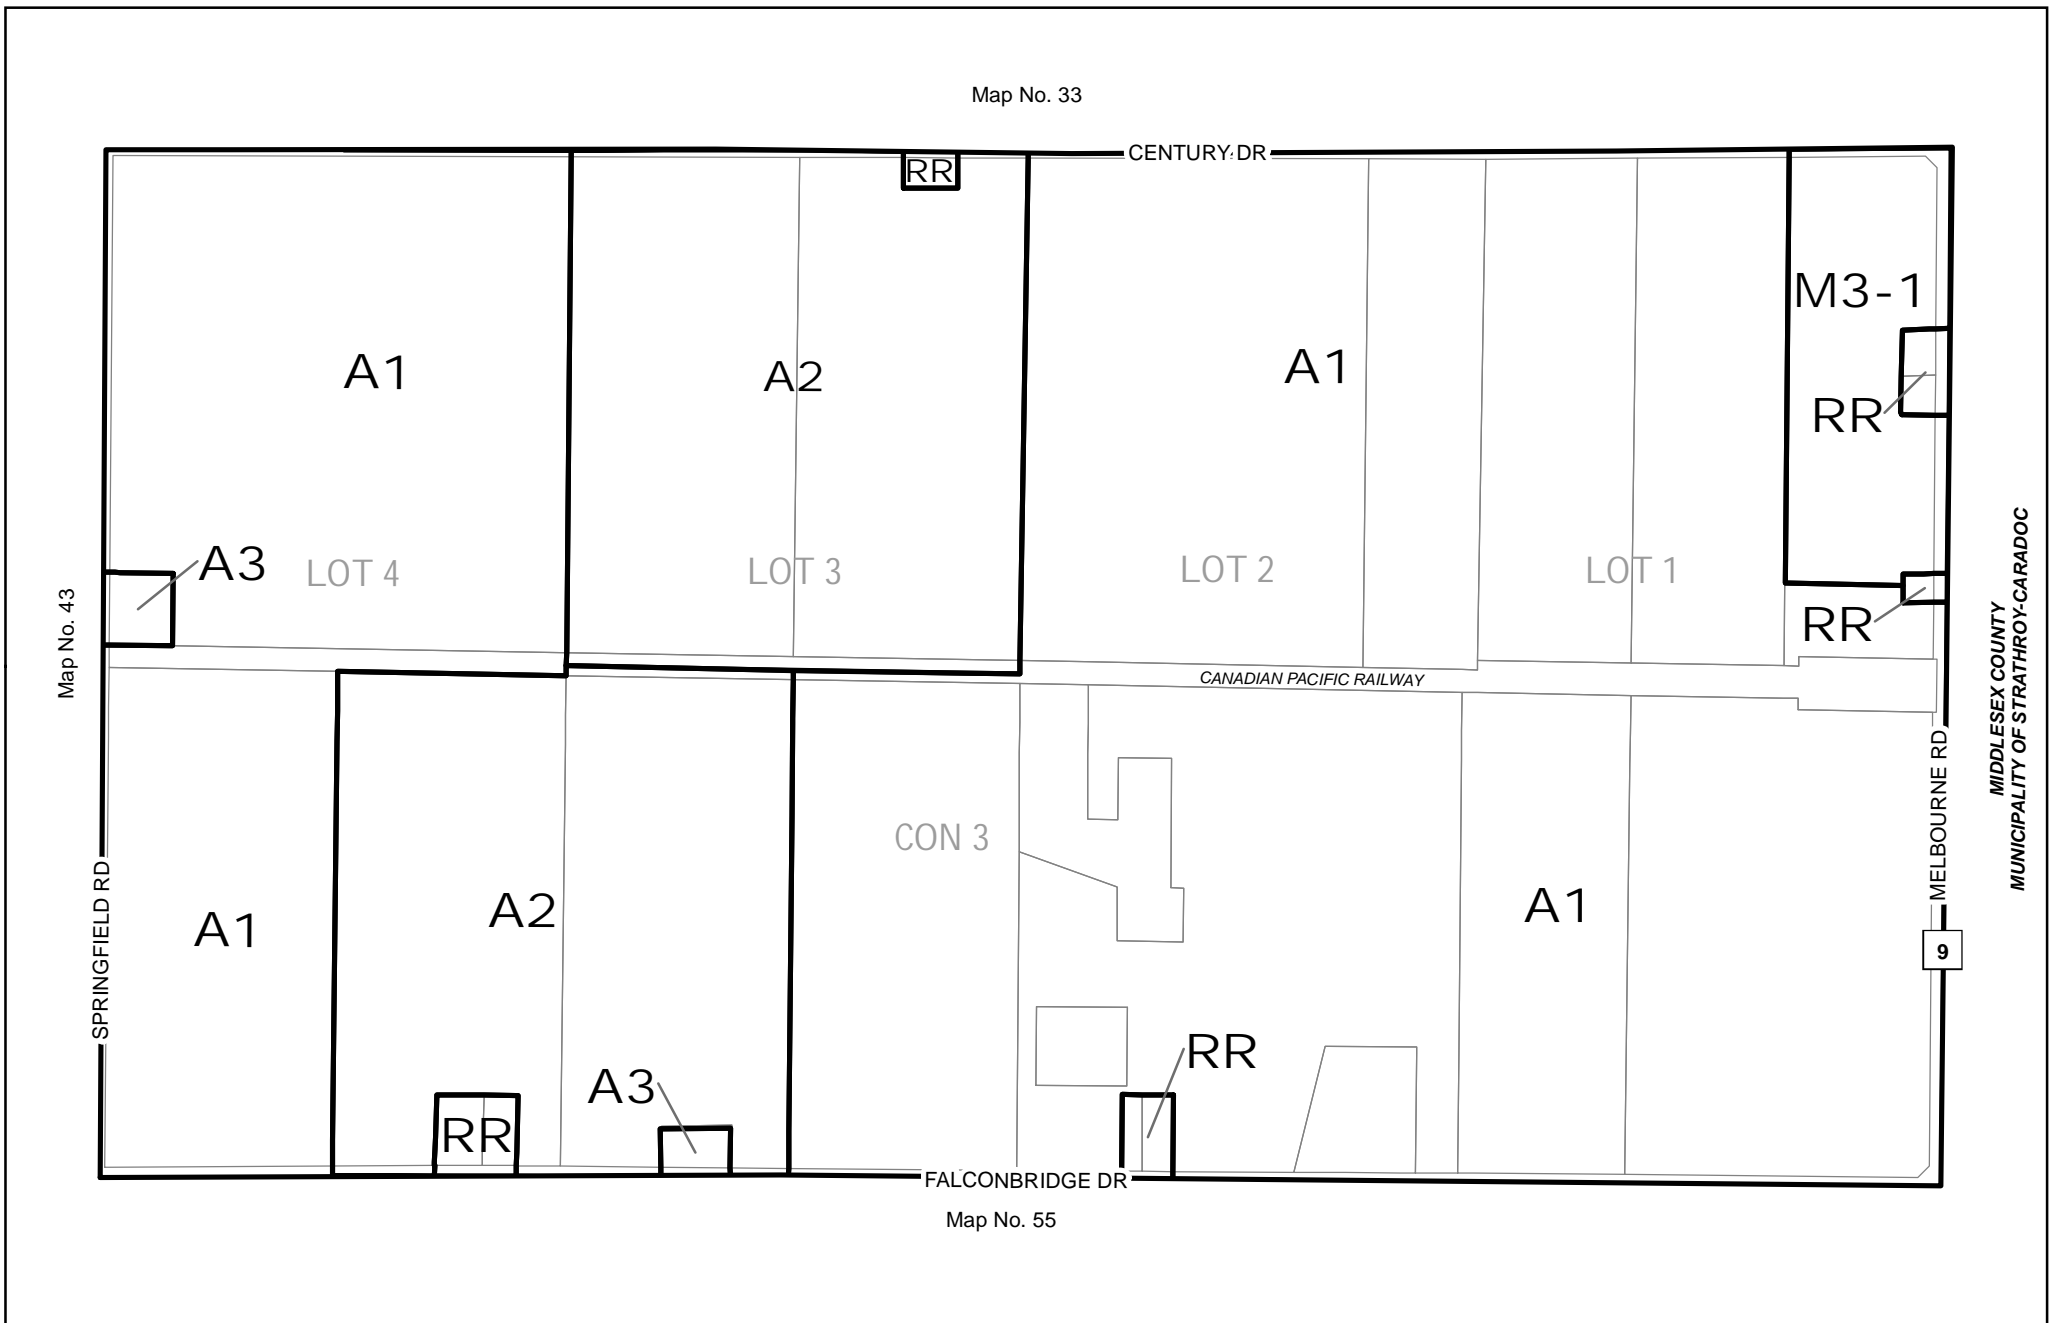 Map No. 33
CENTURY DR
RR
M3-1
A1
A2
A1
RR
A3
LOT 4
LOT 3
LOT 2
LOT 1
RR
Map No. 43
CANADIAN PACIFIC RAILWAY
MIDDLESEX COUNTY
MUNICIPALITY OF STRATHROY-CARADOC
MELBOURNE RD
CON 3
SPRINGFIELD RD
A1
A2
A1
9
RR
A3
RR
FALCONBRIDGE DR
Map No. 55